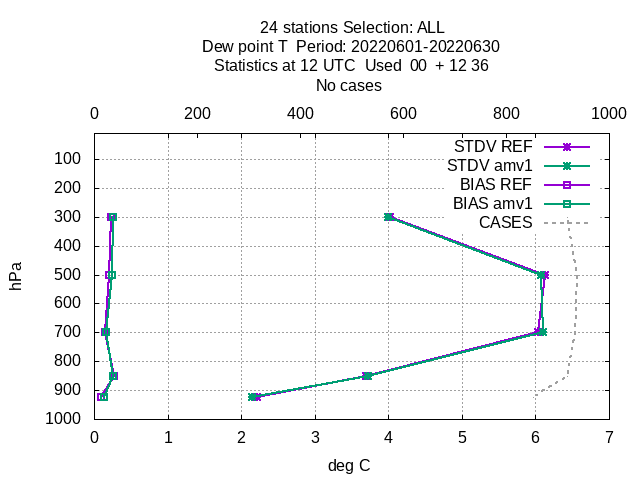 24 stations Selection: ALL
Dew point T  Period: 20220601-20220630
Statistics at 12 UTC  Used  00  + 12 36
No cases
0 200 400 600 800 1000
STDV REF
STDV amv1
BIAS REF
BIAS amv1
CASES
100
200
300
400
500
600
700
800
900
1000
hPa
0 1 2 3 4 5 6 7
deg C